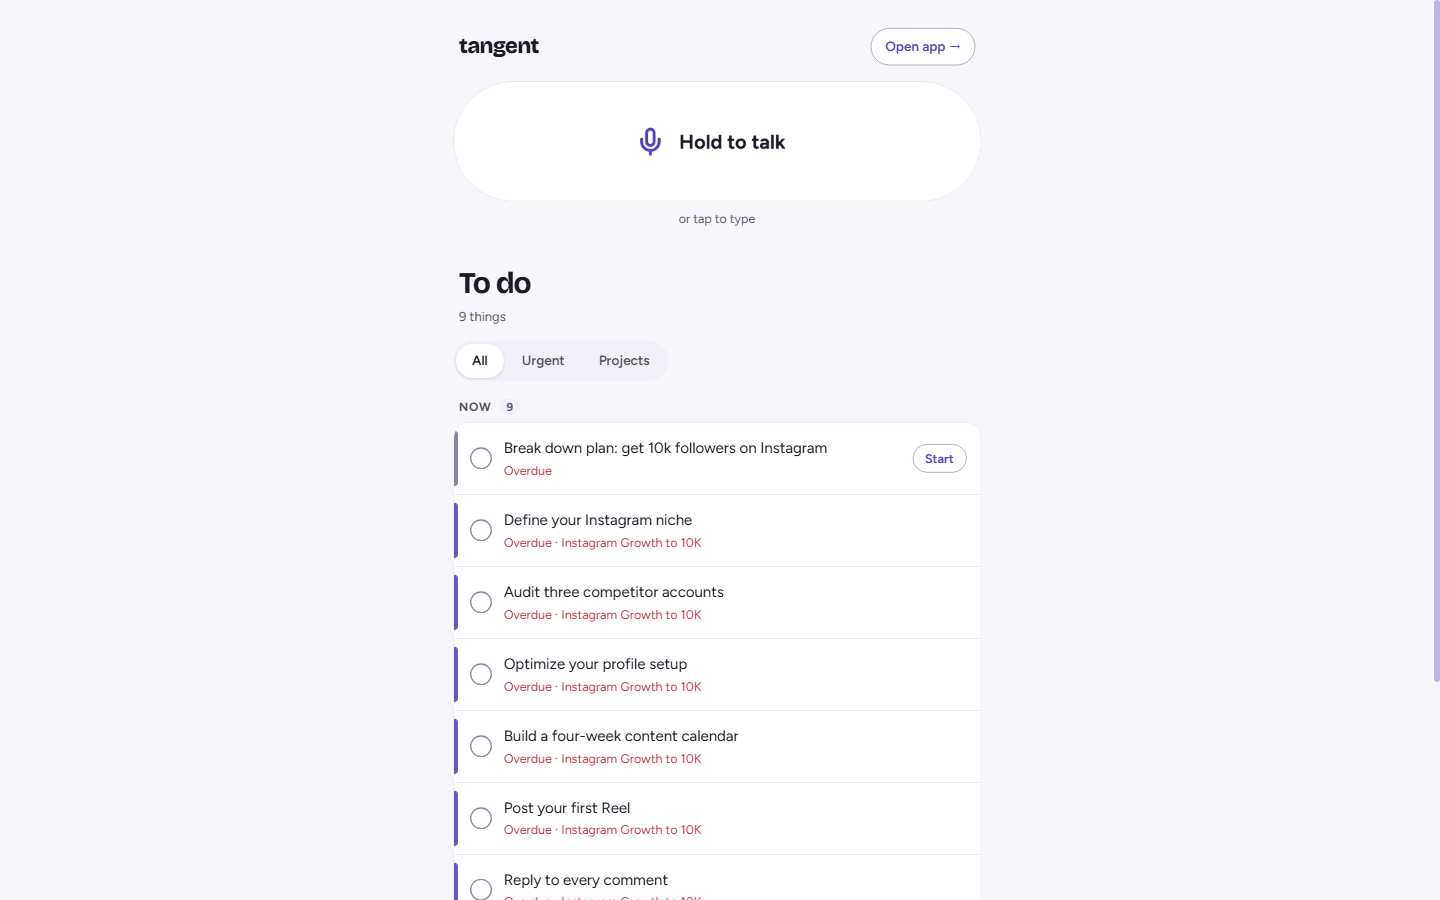 tangent
Open app →
Hold to talk
or tap to type
To do
9 things
All
Urgent
Projects
NOW 9
Break down plan: get 10k followers on Instagram
Overdue
Start
Define your Instagram niche
Overdue · Instagram Growth to 10K
Audit three competitor accounts
Overdue · Instagram Growth to 10K
Optimize your profile setup
Overdue · Instagram Growth to 10K
Build a four-week content calendar
Overdue · Instagram Growth to 10K
Post your first Reel
Overdue · Instagram Growth to 10K
Reply to every comment